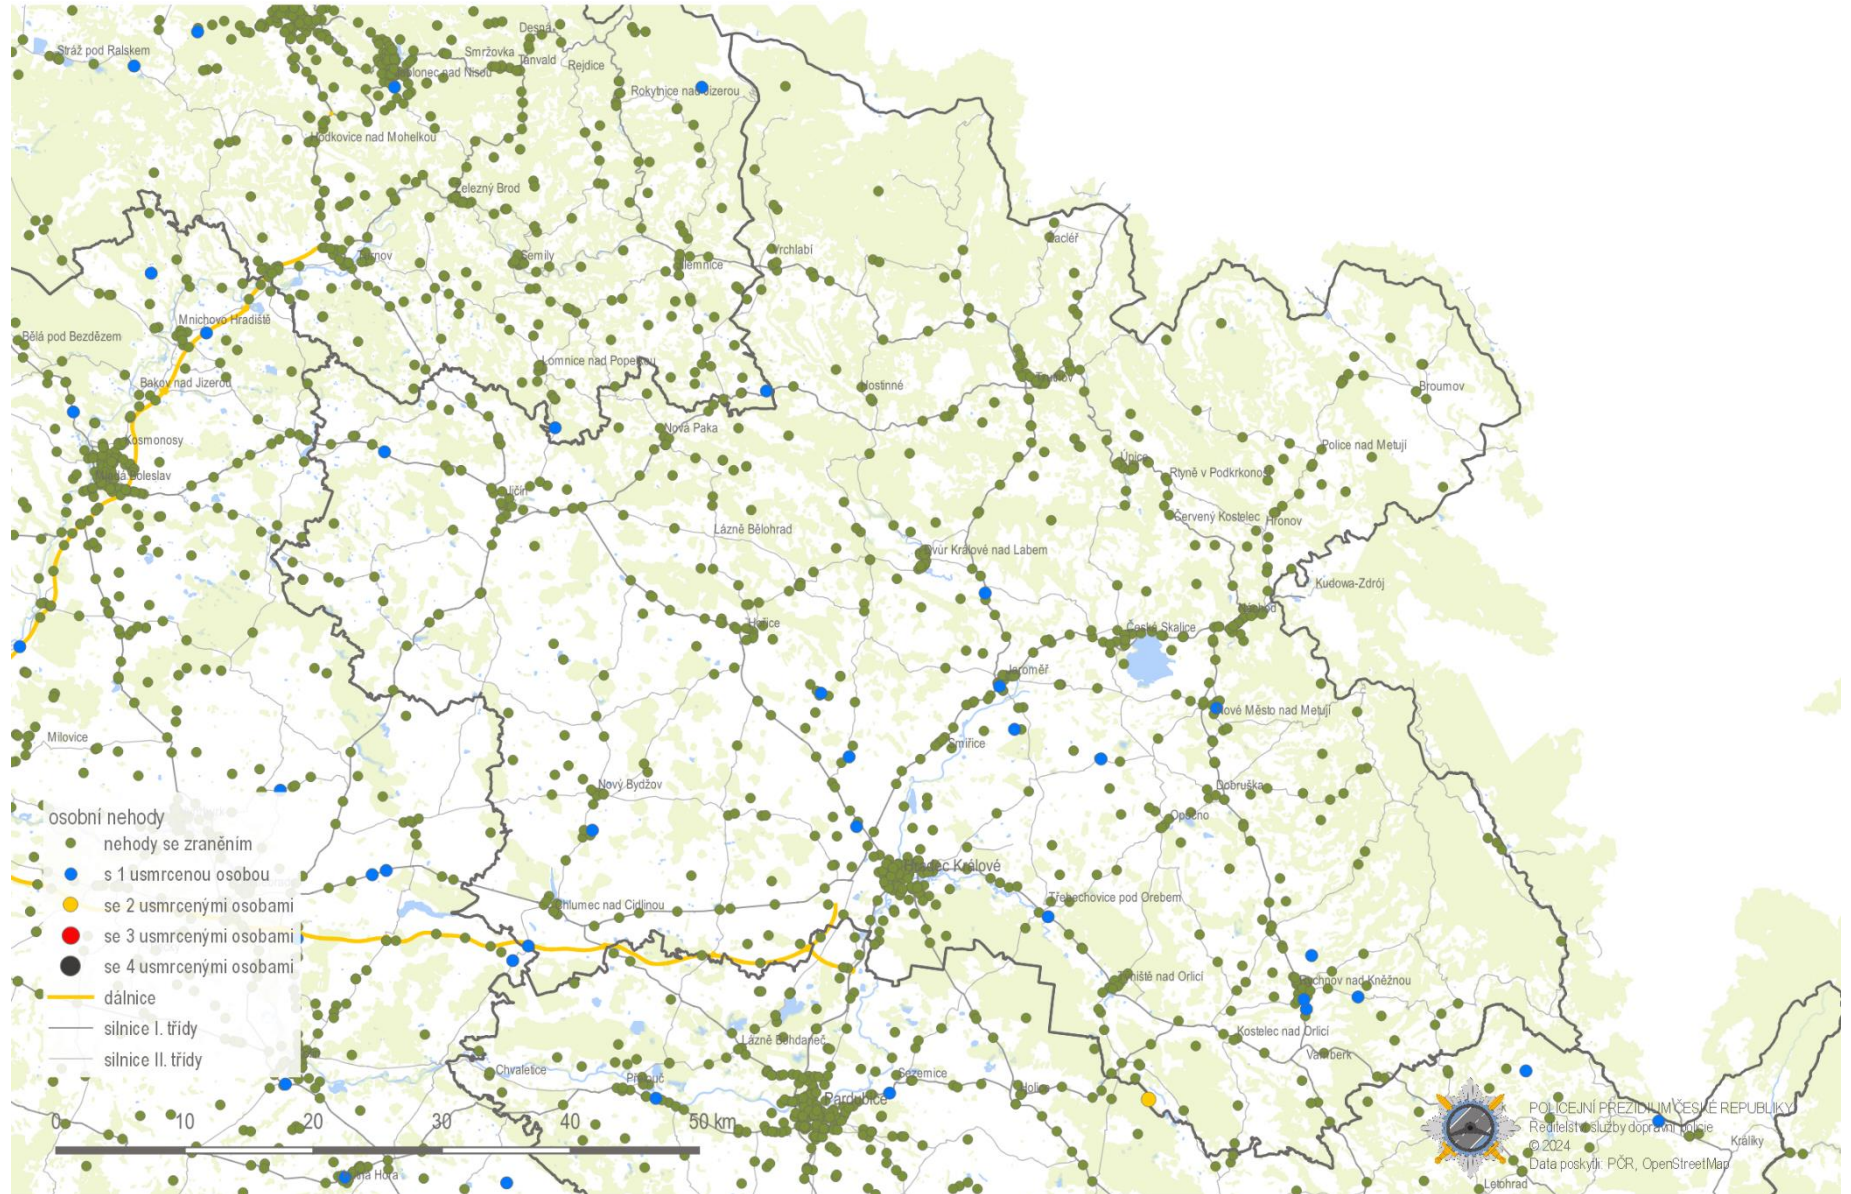 Desná
Smržovka
Tanvald
Stráž pod Ralskem
Rejdice
Jablonec nad Nisou
Rokytnice nad Jizerou
Hodkovice nad Mohelkou
Železný Brod
Žacléř
Vrchlabí
Turnov
Semily
Jilemnice
Mnichovo Hradiště
Bělá pod Bezdězem
Lomnice nad Popelkou
Trutnov
Bakov nad Jizerou
Hostinné
Broumov
Nová Paka
Kosmonosy
Police nad Metují
Úpice
Mladá Boleslav
Rtyně v Podkrkonoší
Jičín
Červený Kostelec
Hronov
Lázně Bělohrad
Dvůr Králové nad Labem
Kudowa-Zdrój
Náchod
Hořice
Česká Skalice
Jaroměř
Nové Město nad Metují
Milovice
Smiřice
Nový Bydžov
Dobruška
Opočno
osobní nehody
nehody se zraněním
s 1 usmrcenou osobou
se 2 usmrcenými osobami
se 3 usmrcenými osobami
se 4 usmrcenými osobami
dálnice
silnice I. třídy
silnice II. třídy
Hradec Králové
Chlumec nad Cidlinou
Třebechovice pod Orebem
Týniště nad Orlicí
Rychnov nad Kněžnou
Kostelec nad Orlicí
Lázně Bohdaneč
Vamberk
Chvaletice
Přelouč
Sezemice
Holice
Pardubice
0 10 20 30 40 50 km
POLICEJNÍ PREZIDIUM ČESKÉ REPUBLIKY
Ředitelství služby dopravní policie
© 2024
Data poskytli: PČR, OpenStreetMap
Králíky
Letohrad